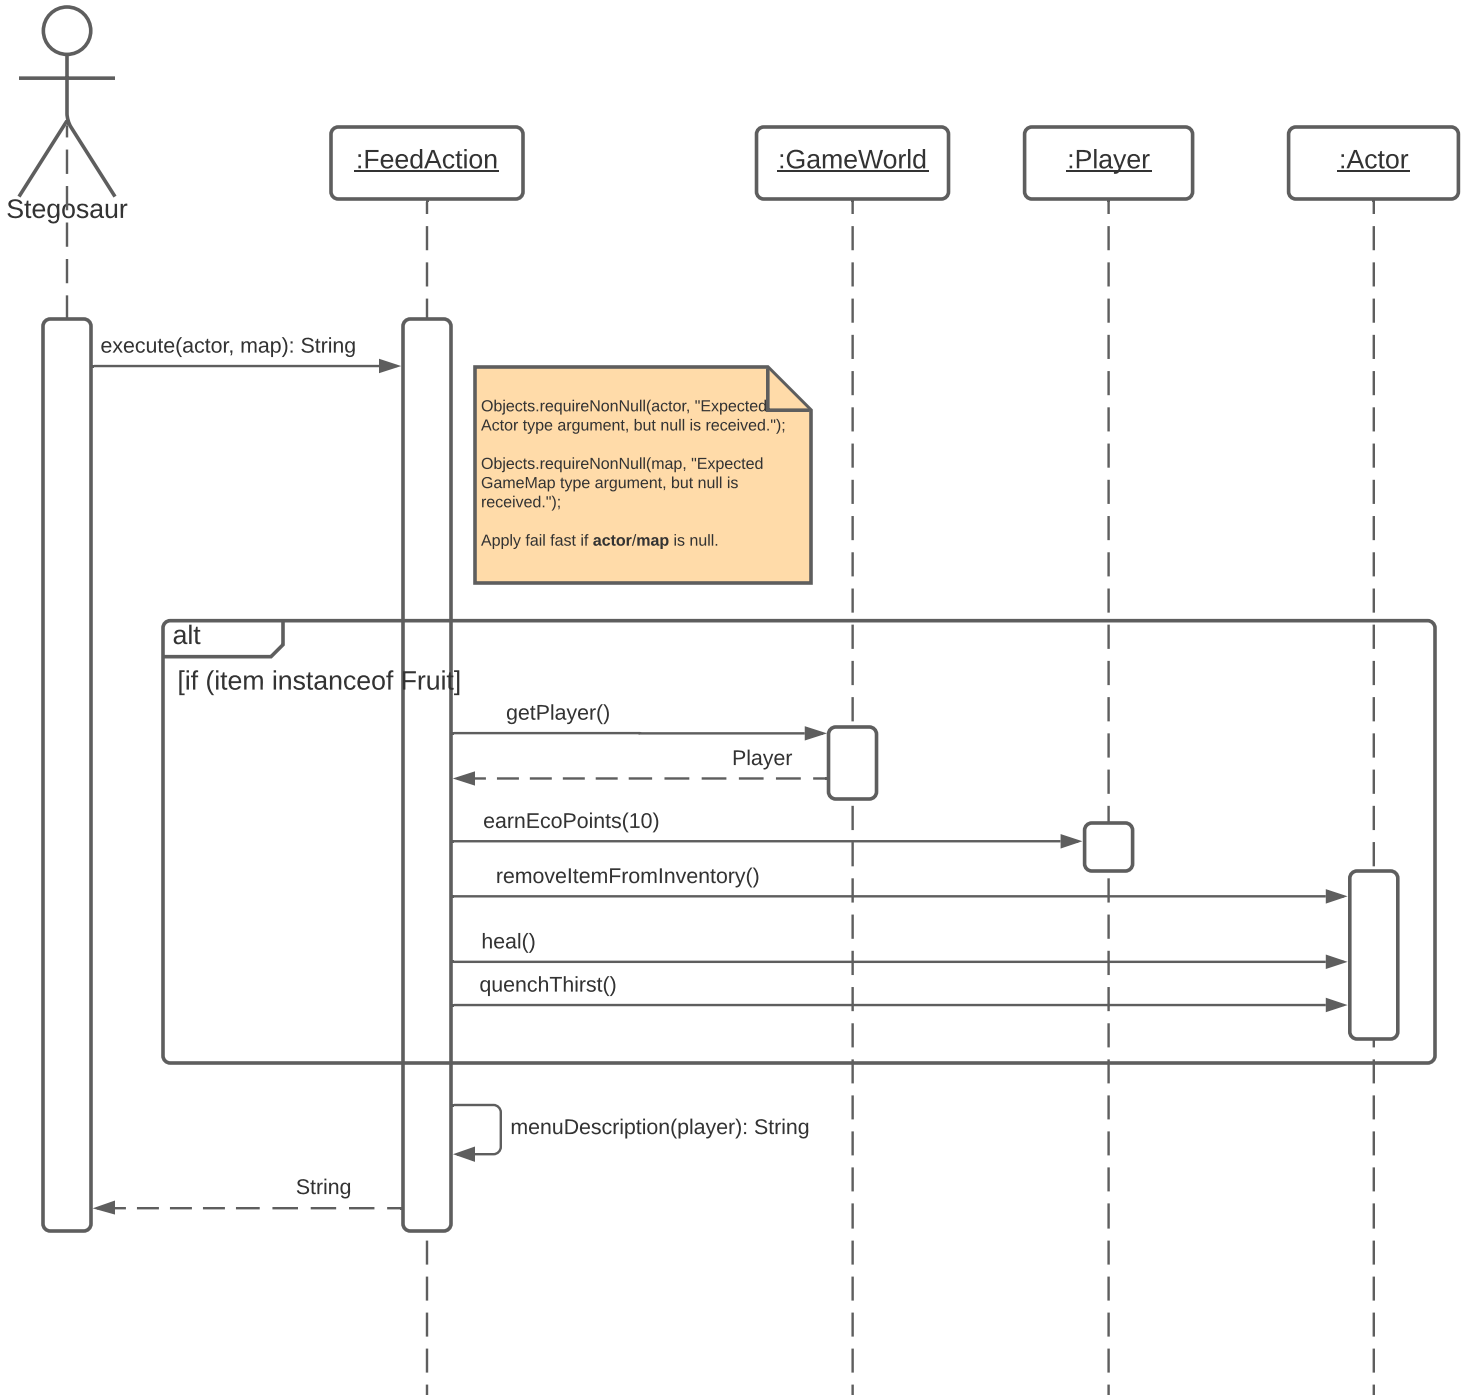 Stegosaur
:FeedAction
:GameWorld
:Player
:Actor
execute(actor, map): String
Objects.requireNonNull(actor, "Expected
Actor type argument, but null is received.");
Objects.requireNonNull(map, "Expected
GameMap type argument, but null is
received.");
Apply fail fast if actor/map is null.
alt
[if (item instanceof Fruit]
getPlayer()
Player
earnEcoPoints(10)
removeItemFromInventory()
heal()
quenchThirst()
menuDescription(player): String
String